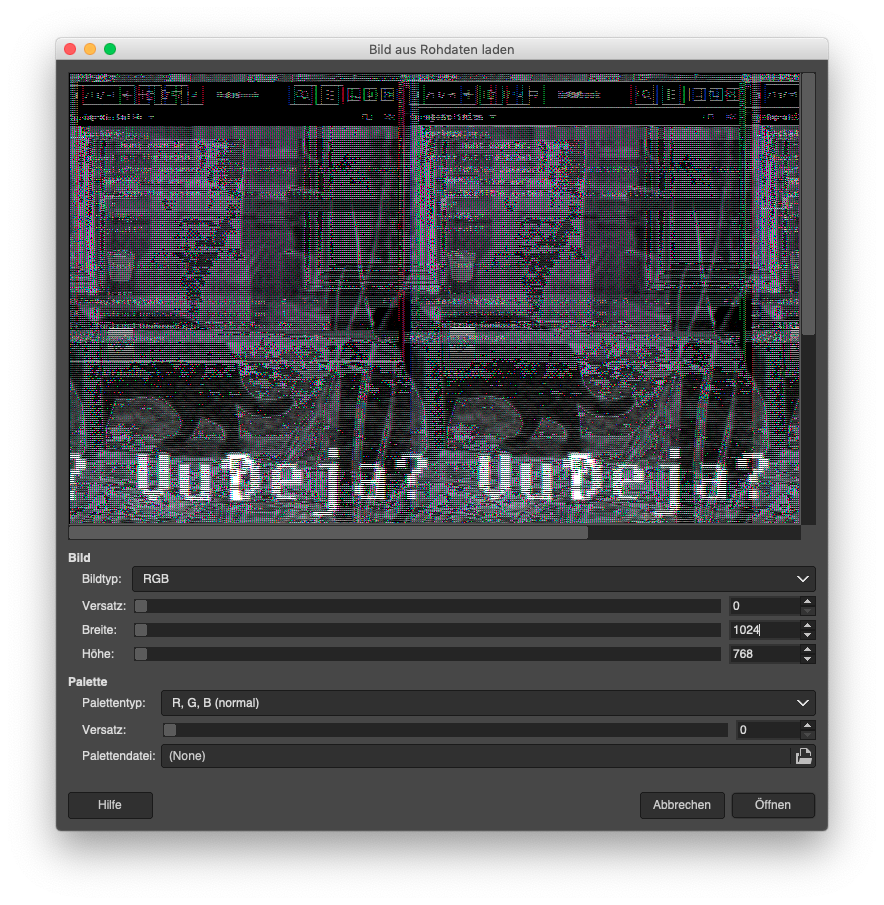 Bild aus Rohdaten laden
? Vu Deja? Vu Deja?
Bild
Bildtyp: RGB
Versatz: 0
Breite: 1024
Höhe: 768
Palette
Palettentyp: R, G, B (normal)
Versatz: 0
Palettendatei: (None)
Hilfe Abbrechen Öffnen